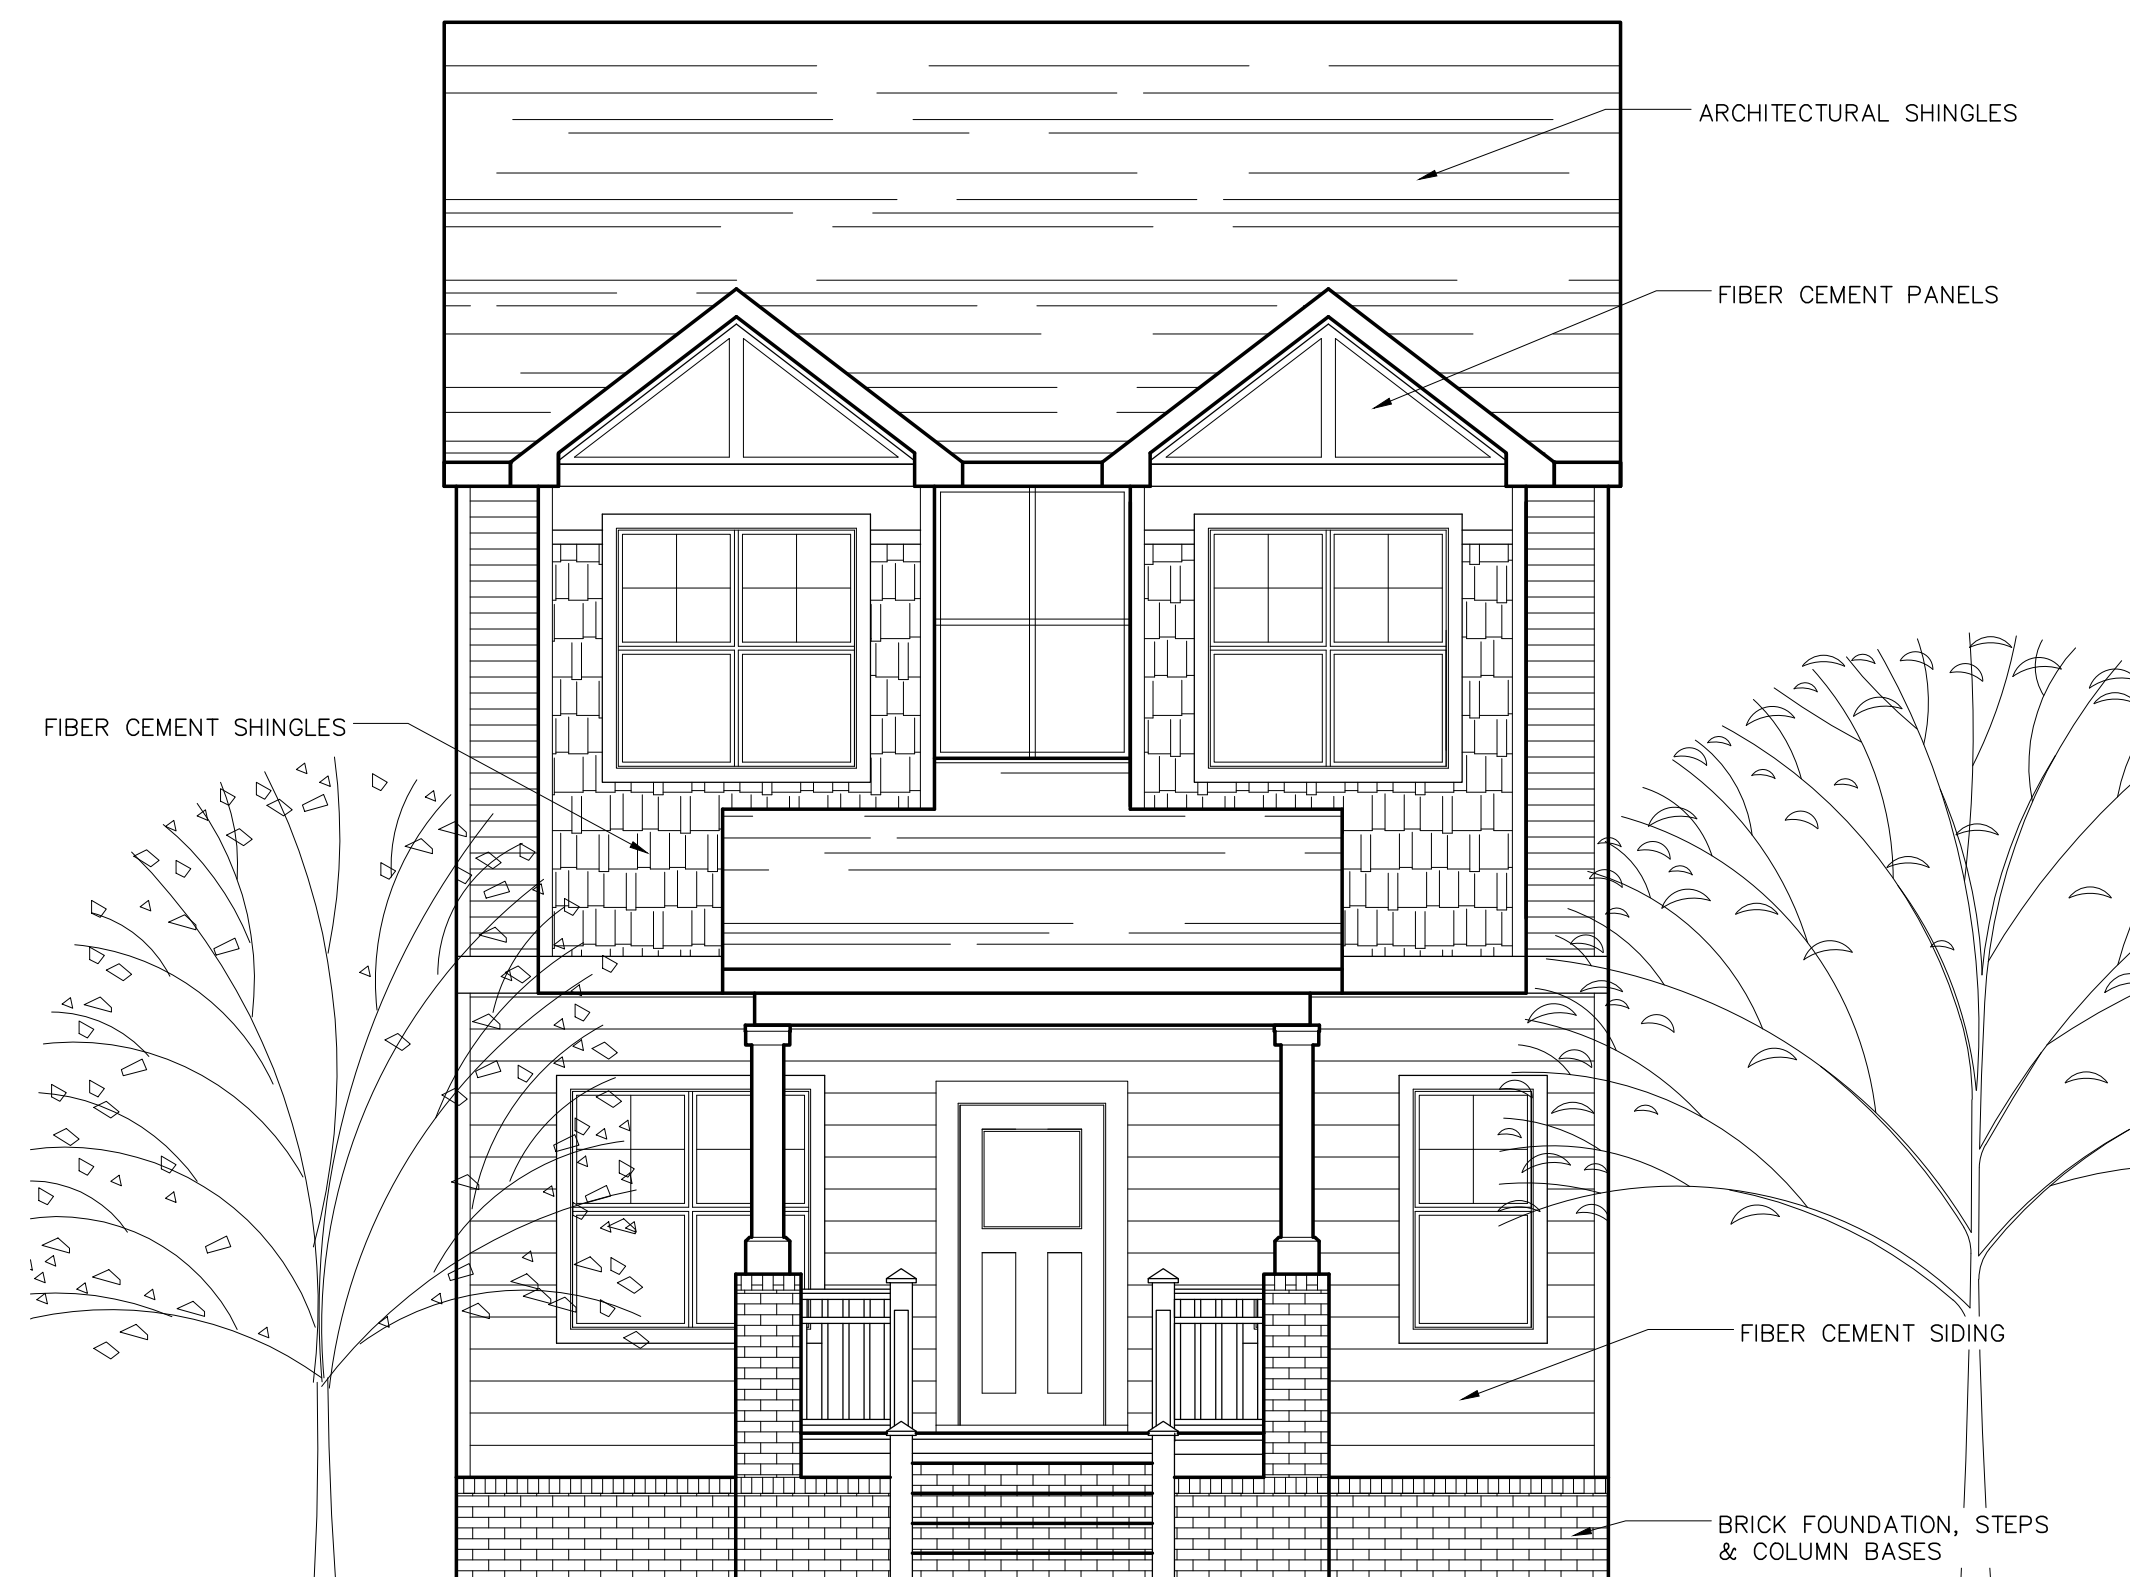 ARCHITECTURAL SHINGLES
FIBER CEMENT PANELS
FIBER CEMENT SHINGLES
FIBER CEMENT SIDING
BRICK FOUNDATION, STEPS
& COLUMN BASES